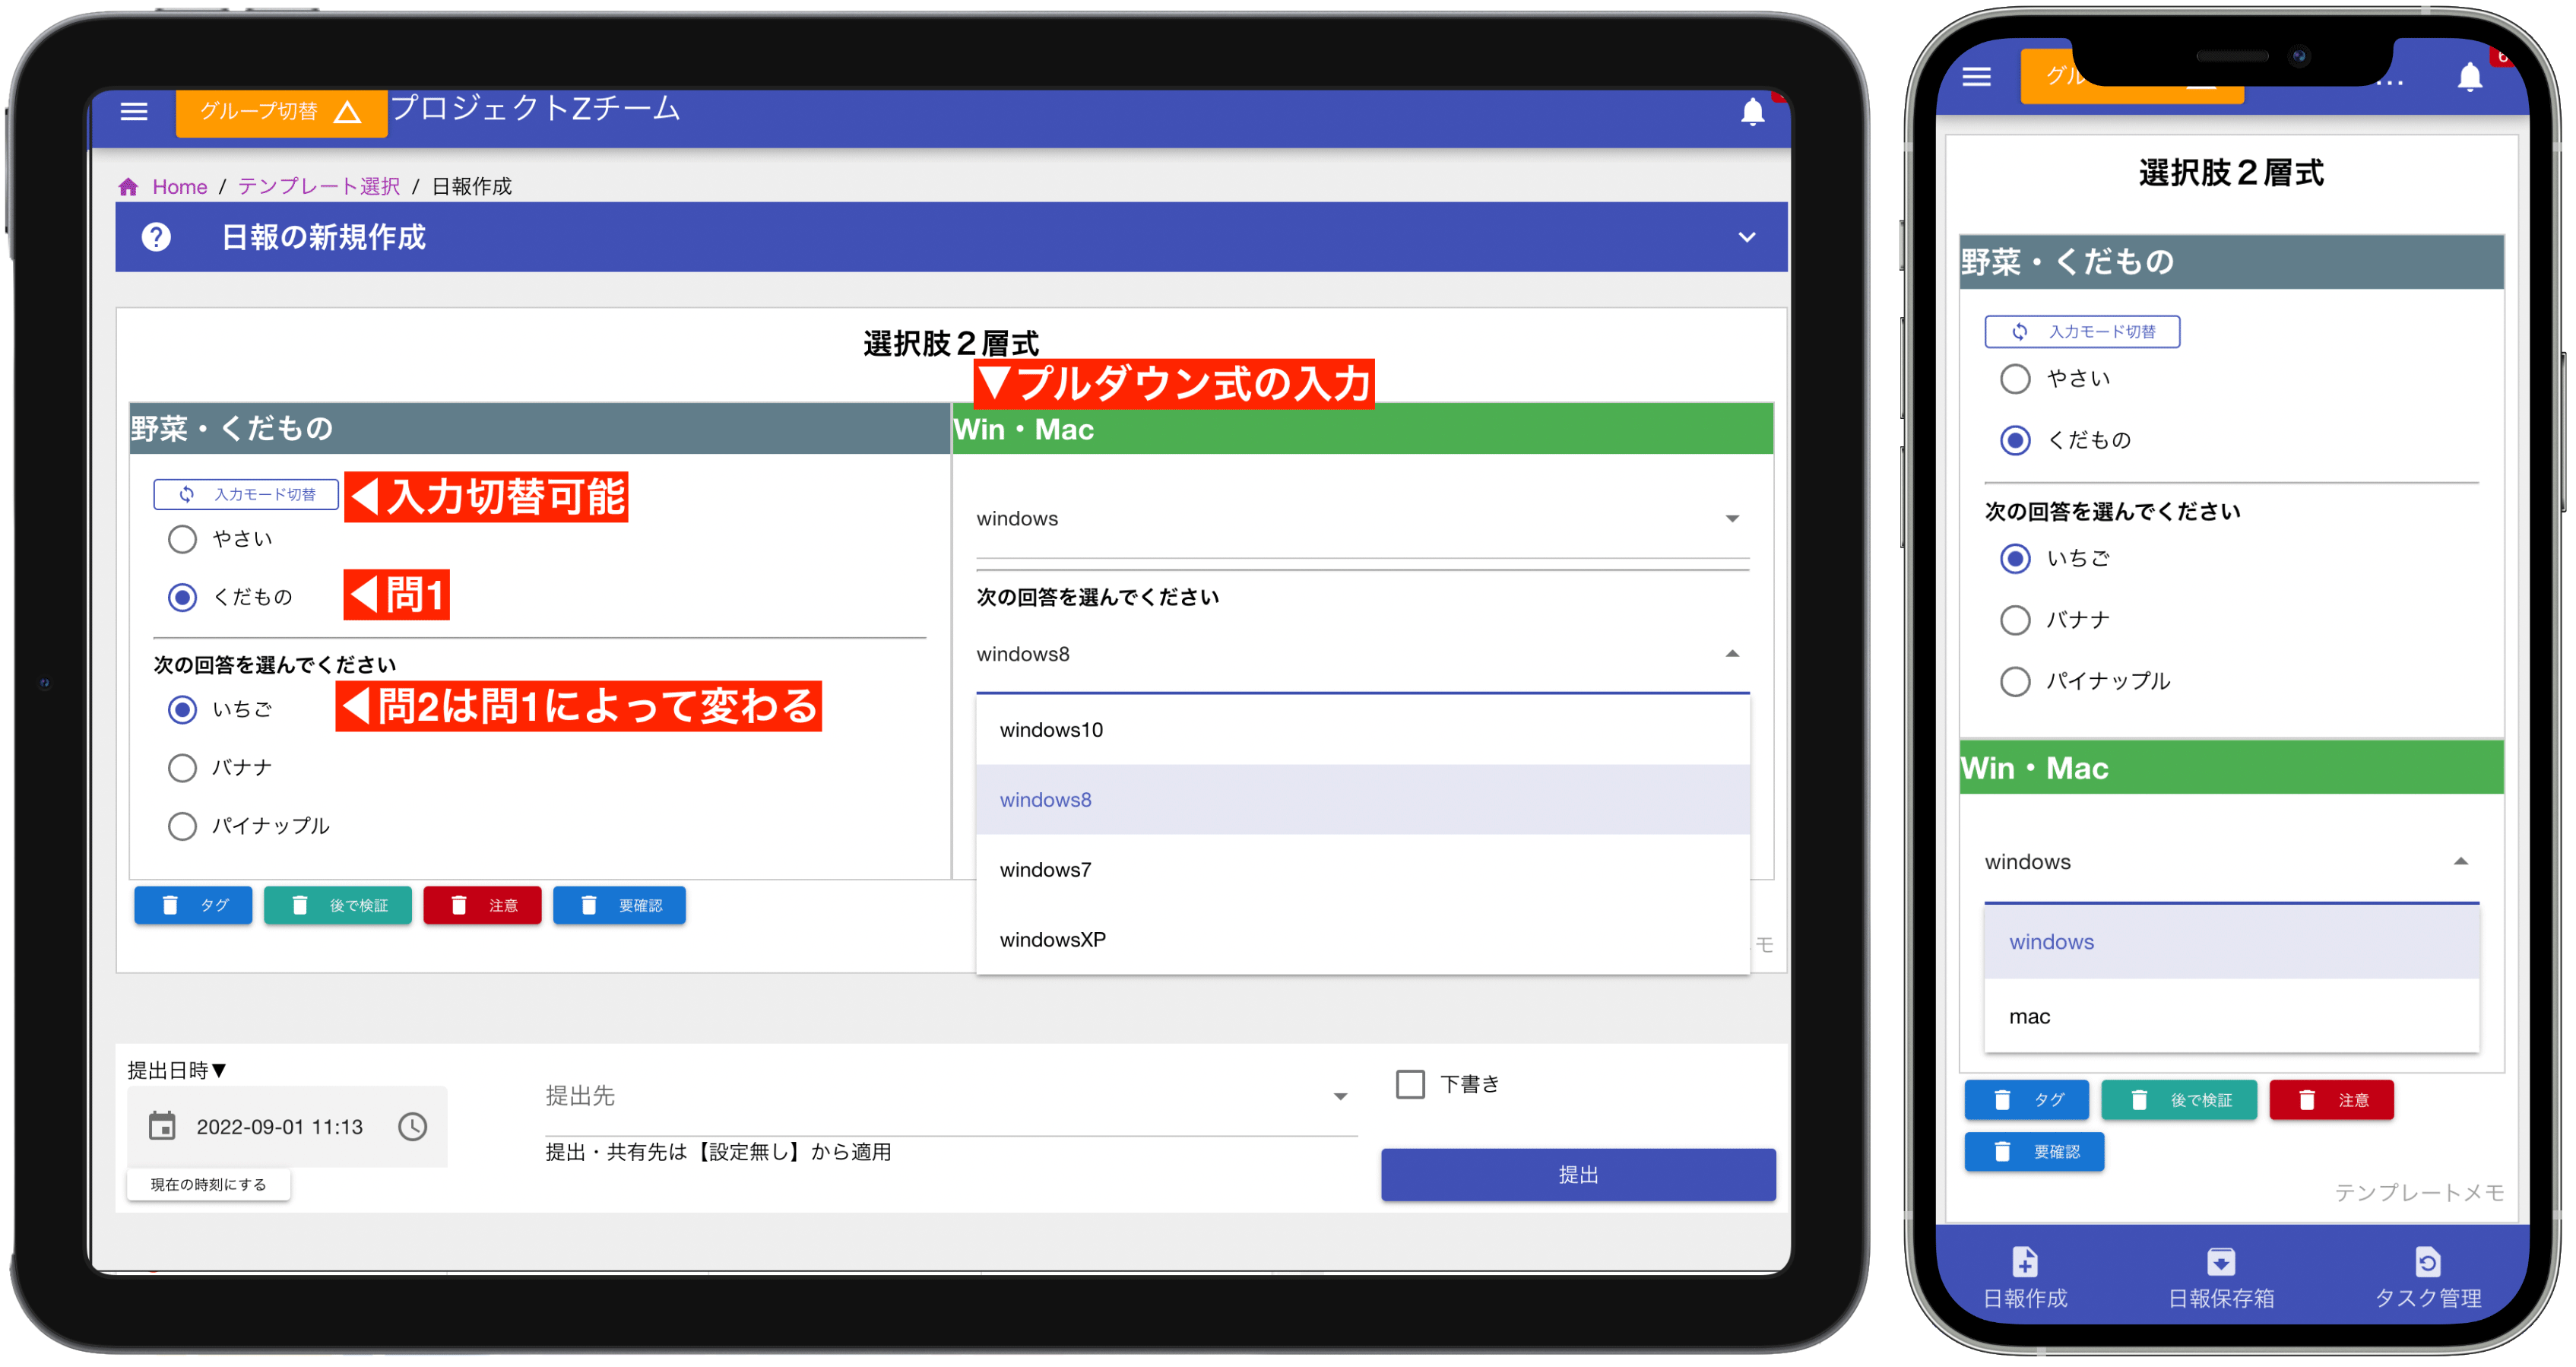 グループ切替
プロジェクトZチーム
Home / テンプレート選択 / 日報作成
日報の新規作成
選択肢２層式
▼プルダウン式の入力
野菜・くだもの
入力モード切替
◀入力切替可能
やさい
くだもの
◀問1
次の回答を選んでください
いちご
◀問2は問1によって変わる
バナナ
パイナップル
Win・Mac
windows
次の回答を選んでください
windows8
windows10
windows8
windows7
windowsXP
タグ
後で検証
注意
要確認
モ
提出日時▼
2022-09-01 11:13
現在の時刻にする
提出先
提出・共有先は【設定無し】から適用
下書き
提出
グル
...
6
選択肢２層式
野菜・くだもの
入力モード切替
やさい
くだもの
次の回答を選んでください
いちご
バナナ
パイナップル
Win・Mac
windows
windows
mac
タグ
後で検証
注意
要確認
テンプレートメモ
日報作成
日報保存箱
タスク管理